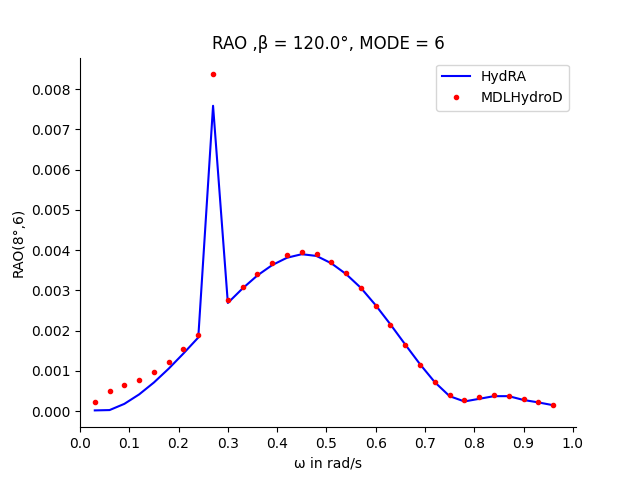 RAO ,β = 120.0°, MODE = 6
HydRA
MDLHydroD
0.008
0.007
0.006
0.005
0.004
0.003
0.002
0.001
0.000
RAO(8°,6)
0.0 0.1 0.2 0.3 0.4 0.5 0.6 0.7 0.8 0.9 1.0
ω in rad/s